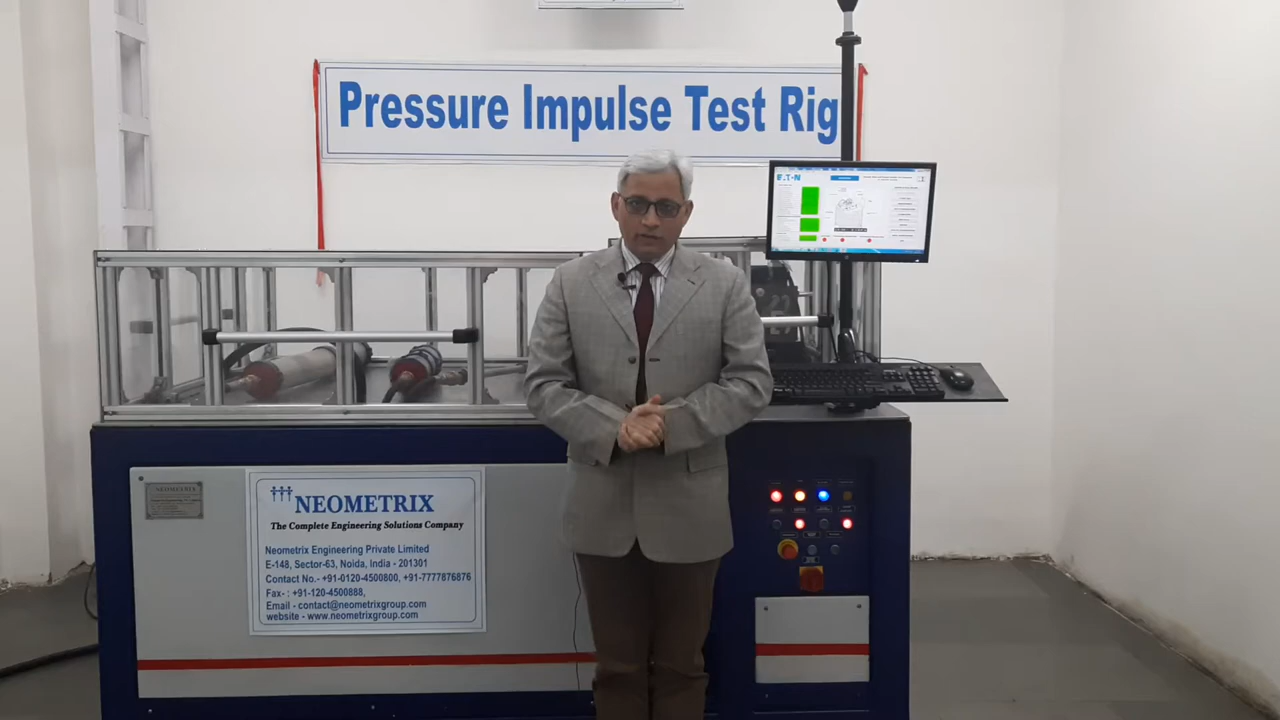 Pressure Impulse Test Rig
E·T·N
NEOMETRIX
NEOMETRIX
The Complete Engineering Solutions Company
Neometrix Engineering Private Limited
E-148, Sector-63, Noida, India - 201301
Contact No.- +91-0120-4500800, +91-7777876876
Fax- : +91-120-4500888,
Email - contact@neometrixgroup.com
website - www.neometrixgroup.com